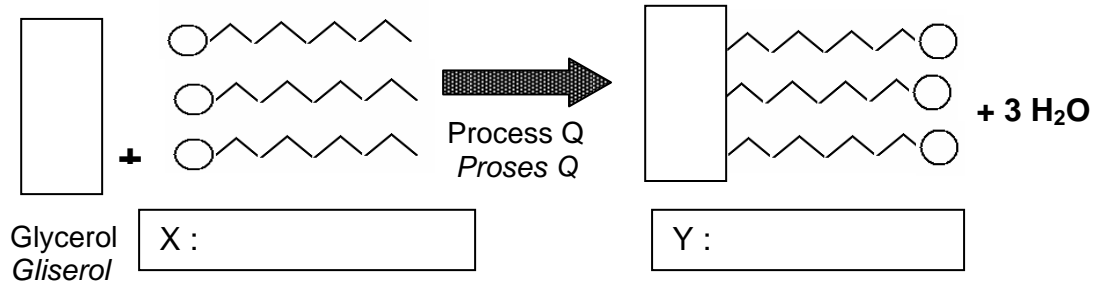 + 3 H₂O
Process Q
Proses Q
+
Glycerol
Gliserol
X :
Y :